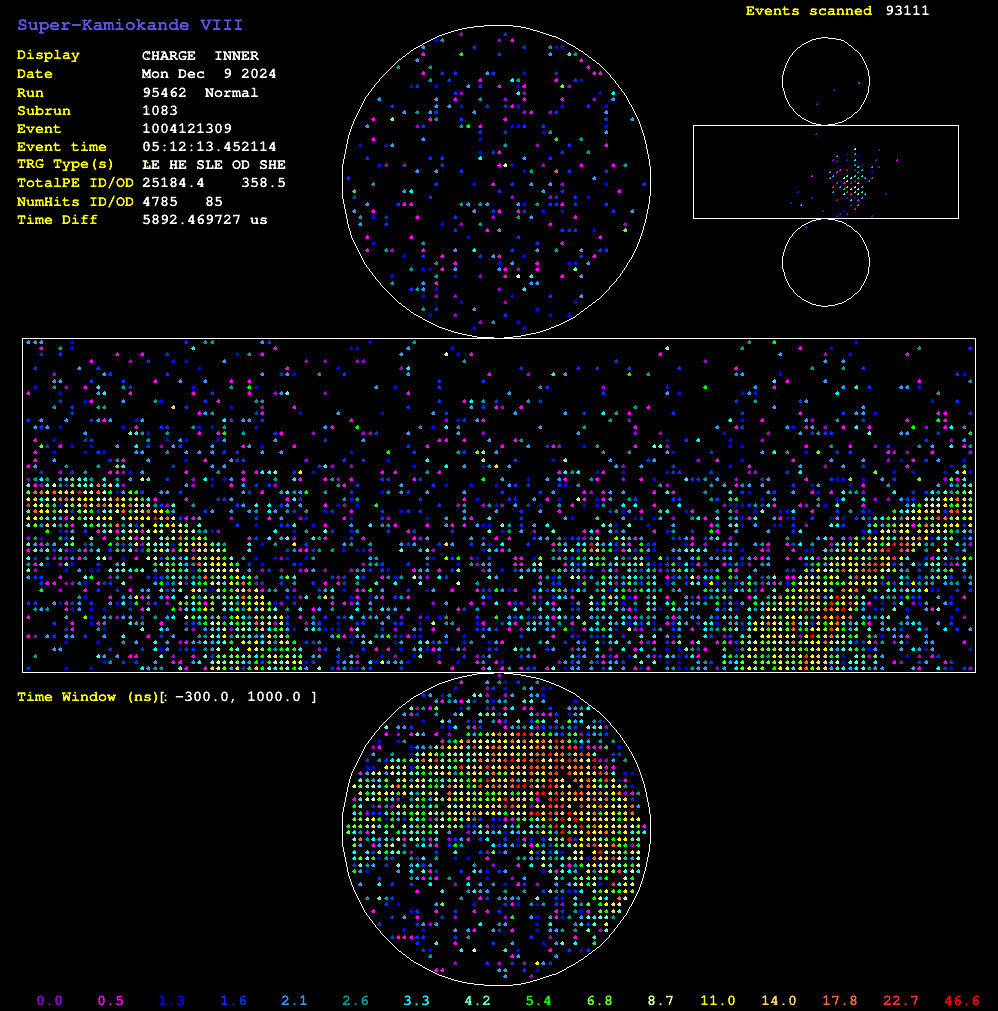 Super-Kamiokande VIII
Events scanned 93111
Display CHARGE INNER
Date Mon Dec 9 2024
Run 95462 Normal
Subrun 1083
Event 1004121309
Event time 05:12:13.452114
TRG Type(s) LE HE SLE OD SHE
TotalPE ID/OD 25184.4 358.5
NumHits ID/OD 4785 85
Time Diff 5892.469727 us
Time Window (ns)[: -300.0, 1000.0 ]
0.0 0.5 1.3 1.6 2.1 2.6 3.3 4.2 5.4 6.8 8.7 11.0 14.0 17.8 22.7 46.6